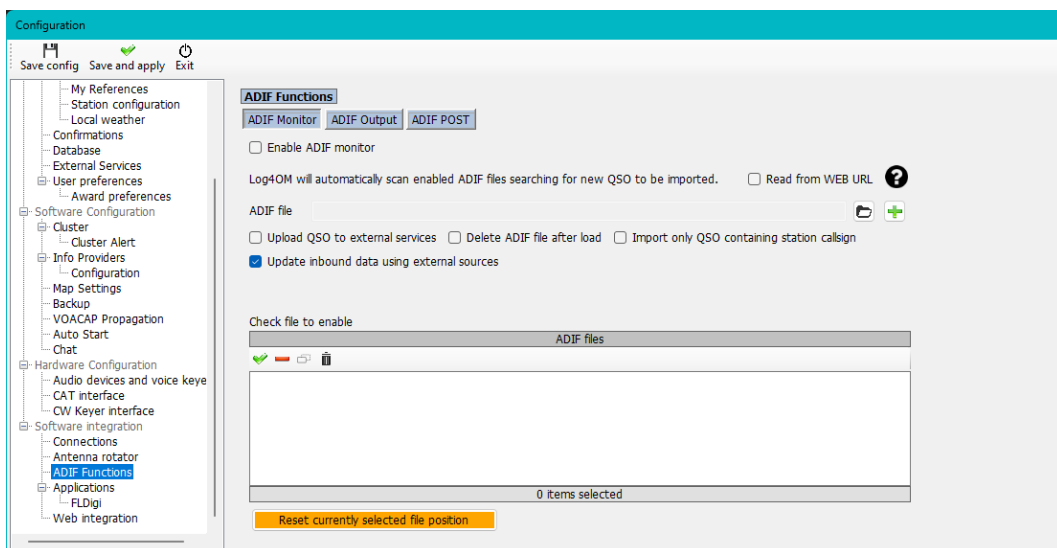 Configuration
Save config Save and apply Exit
My References
Station configuration
Local weather
Confirmations
Database
External Services
User preferences
Award preferences
Software Configuration
Cluster
Cluster Alert
Info Providers
Configuration
Map Settings
Backup
VOACAP Propagation
Auto Start
Chat
Hardware Configuration
Audio devices and voice keye
CAT interface
CW Keyer interface
Software integration
Connections
Antenna rotator
ADIF Functions
Applications
FLDigi
Web integration
ADIF Functions
ADIF Monitor ADIF Output ADIF POST
Enable ADIF monitor
Log4OM will automatically scan enabled ADIF files searching for new QSO to be imported. Read from WEB URL ?
ADIF file
Upload QSO to external services Delete ADIF file after load Import only QSO containing station callsign
Update inbound data using external sources
Check file to enable
ADIF files
0 items selected
Reset currently selected file position